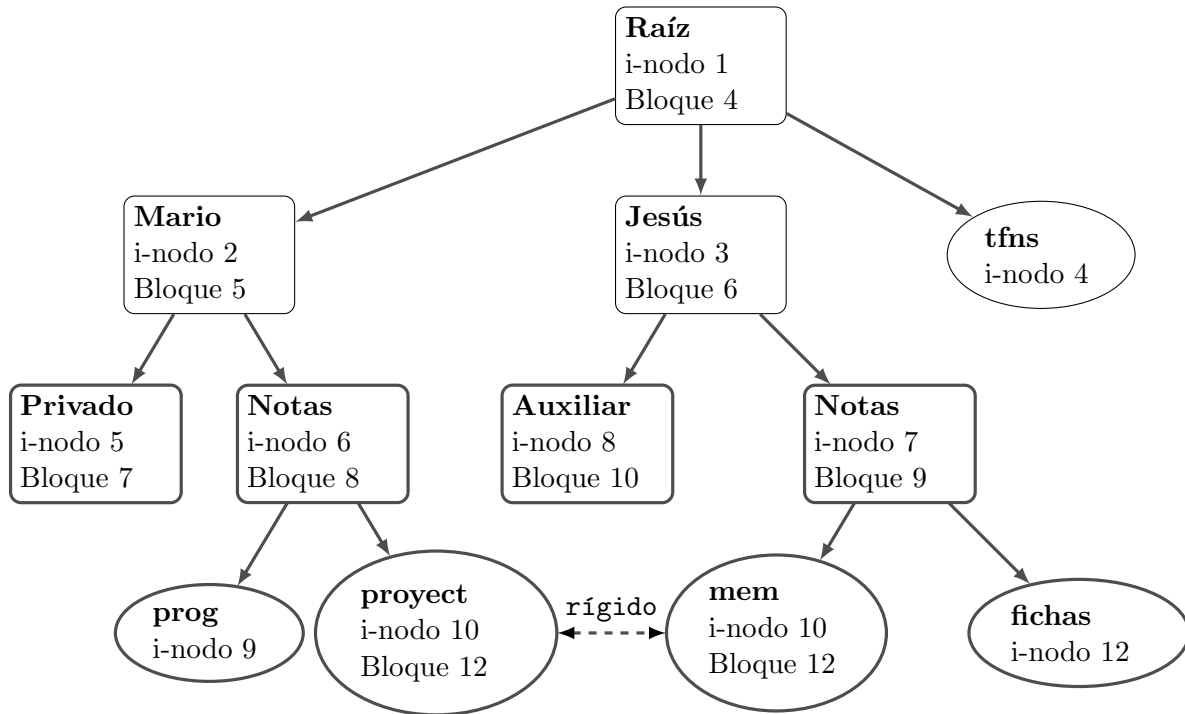 Raíz
i-nodo 1
Bloque 4
Mario
i-nodo 2
Bloque 5
Jesús
i-nodo 3
Bloque 6
tfns
i-nodo 4
Privado
i-nodo 5
Bloque 7
Notas
i-nodo 6
Bloque 8
Auxiliar
i-nodo 8
Bloque 10
Notas
i-nodo 7
Bloque 9
prog
i-nodo 9
proyect
i-nodo 10
Bloque 12
rígido
mem
i-nodo 10
Bloque 12
fichas
i-nodo 12